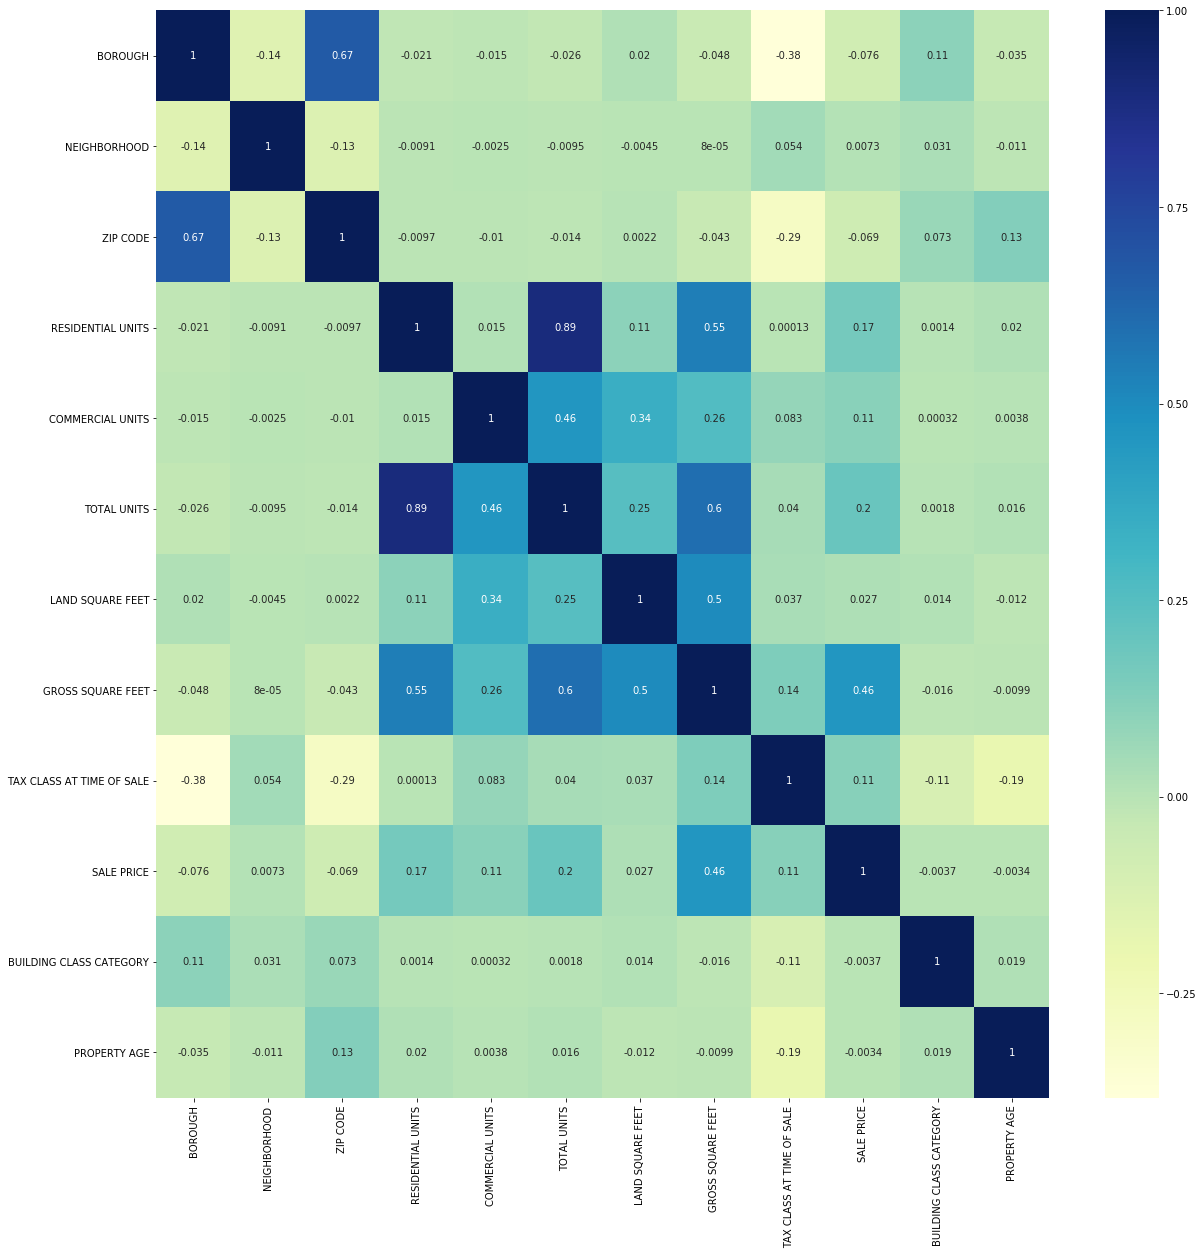 BOROUGH 1 -0.14 0.67 -0.021 -0.015 -0.026 0.02 -0.048 -0.38 -0.076 0.11 -0.035
NEIGHBORHOOD -0.14 1 -0.13 -0.0091 -0.0025 -0.0095 -0.0045 8e-05 0.054 0.0073 0.031 -0.011
ZIP CODE 0.67 -0.13 1 -0.0097 -0.01 -0.014 0.0022 -0.043 -0.29 -0.069 0.073 0.13
RESIDENTIAL UNITS -0.021 -0.0091 -0.0097 1 0.015 0.89 0.11 0.55 0.00013 0.17 0.0014 0.02
COMMERCIAL UNITS -0.015 -0.0025 -0.01 0.015 1 0.46 0.34 0.26 0.083 0.11 0.00032 0.0038
TOTAL UNITS -0.026 -0.0095 -0.014 0.89 0.46 1 0.25 0.6 0.04 0.2 0.0018 0.016
LAND SQUARE FEET 0.02 -0.0045 0.0022 0.11 0.34 0.25 1 0.5 0.037 0.027 0.014 -0.012
GROSS SQUARE FEET -0.048 8e-05 -0.043 0.55 0.26 0.6 0.5 1 0.14 0.46 -0.016 -0.0099
TAX CLASS AT TIME OF SALE -0.38 0.054 -0.29 0.00013 0.083 0.04 0.037 0.14 1 0.11 -0.11 -0.19
SALE PRICE -0.076 0.0073 -0.069 0.17 0.11 0.2 0.027 0.46 0.11 1 -0.0037 -0.0034
BUILDING CLASS CATEGORY 0.11 0.031 0.073 0.0014 0.00032 0.0018 0.014 -0.016 -0.11 -0.0037 1 0.019
PROPERTY AGE -0.035 -0.011 0.13 0.02 0.0038 0.016 -0.012 -0.0099 -0.19 -0.0034 0.019 1
BOROUGH
NEIGHBORHOOD
ZIP CODE
RESIDENTIAL UNITS
COMMERCIAL UNITS
TOTAL UNITS
LAND SQUARE FEET
GROSS SQUARE FEET
TAX CLASS AT TIME OF SALE
SALE PRICE
BUILDING CLASS CATEGORY
PROPERTY AGE
1.00
0.75
0.50
0.25
0.00
−0.25